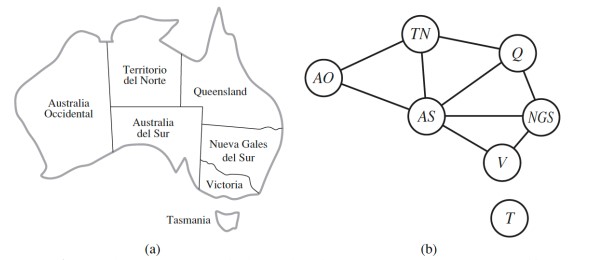 Territorio
del Norte
Queensland
Australia
Occidental
Australia
del Sur
Nueva Gales
del Sur
Victoria
Tasmania
(a)
TN
Q
AO
AS
NGS
V
T
(b)